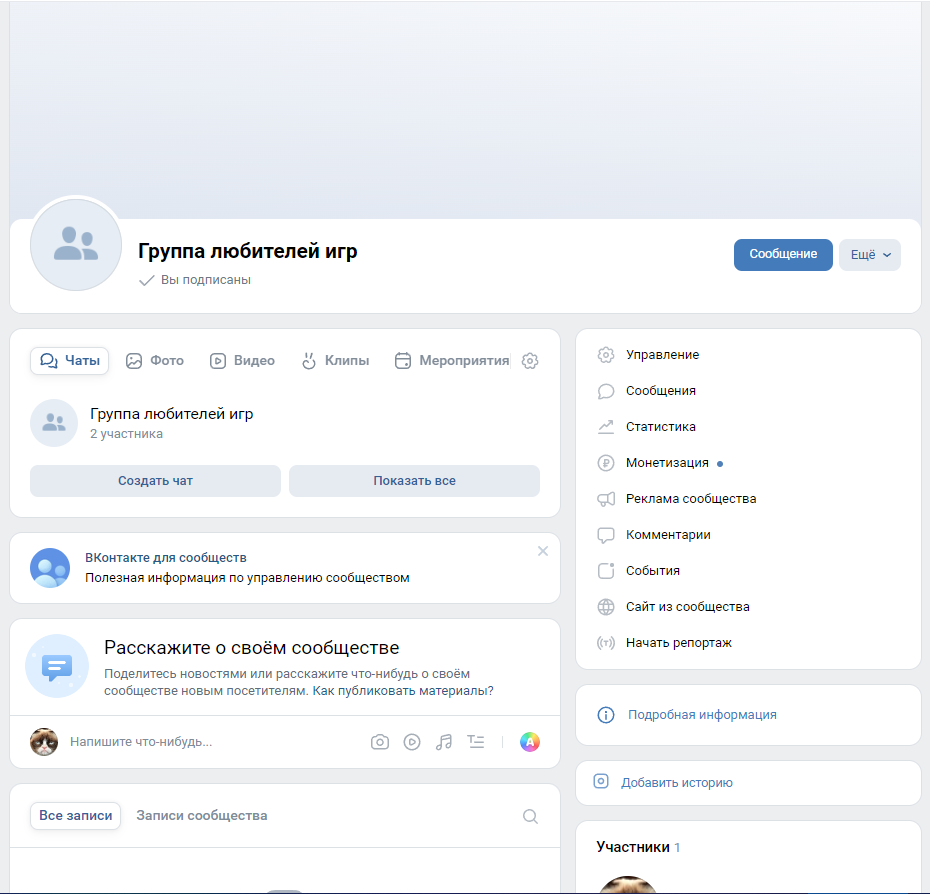 Группа любителей игр
Вы подписаны
Сообщение
Ещё
Чаты
Фото
Видео
Клипы
Мероприятия
Группа любителей игр
2 участника
Создать чат
Показать все
ВКонтакте для сообществ
Полезная информация по управлению сообществом
Расскажите о своём сообществе
Поделитесь новостями или расскажите что-нибудь о своём
сообществе новым посетителям. Как публиковать материалы?
Напишите что-нибудь...
A
Все записи
Записи сообщества
Управление
Сообщения
Статистика
Монетизация
Реклама сообщества
Комментарии
События
Сайт из сообщества
Начать репортаж
Подробная информация
Добавить историю
Участники 1